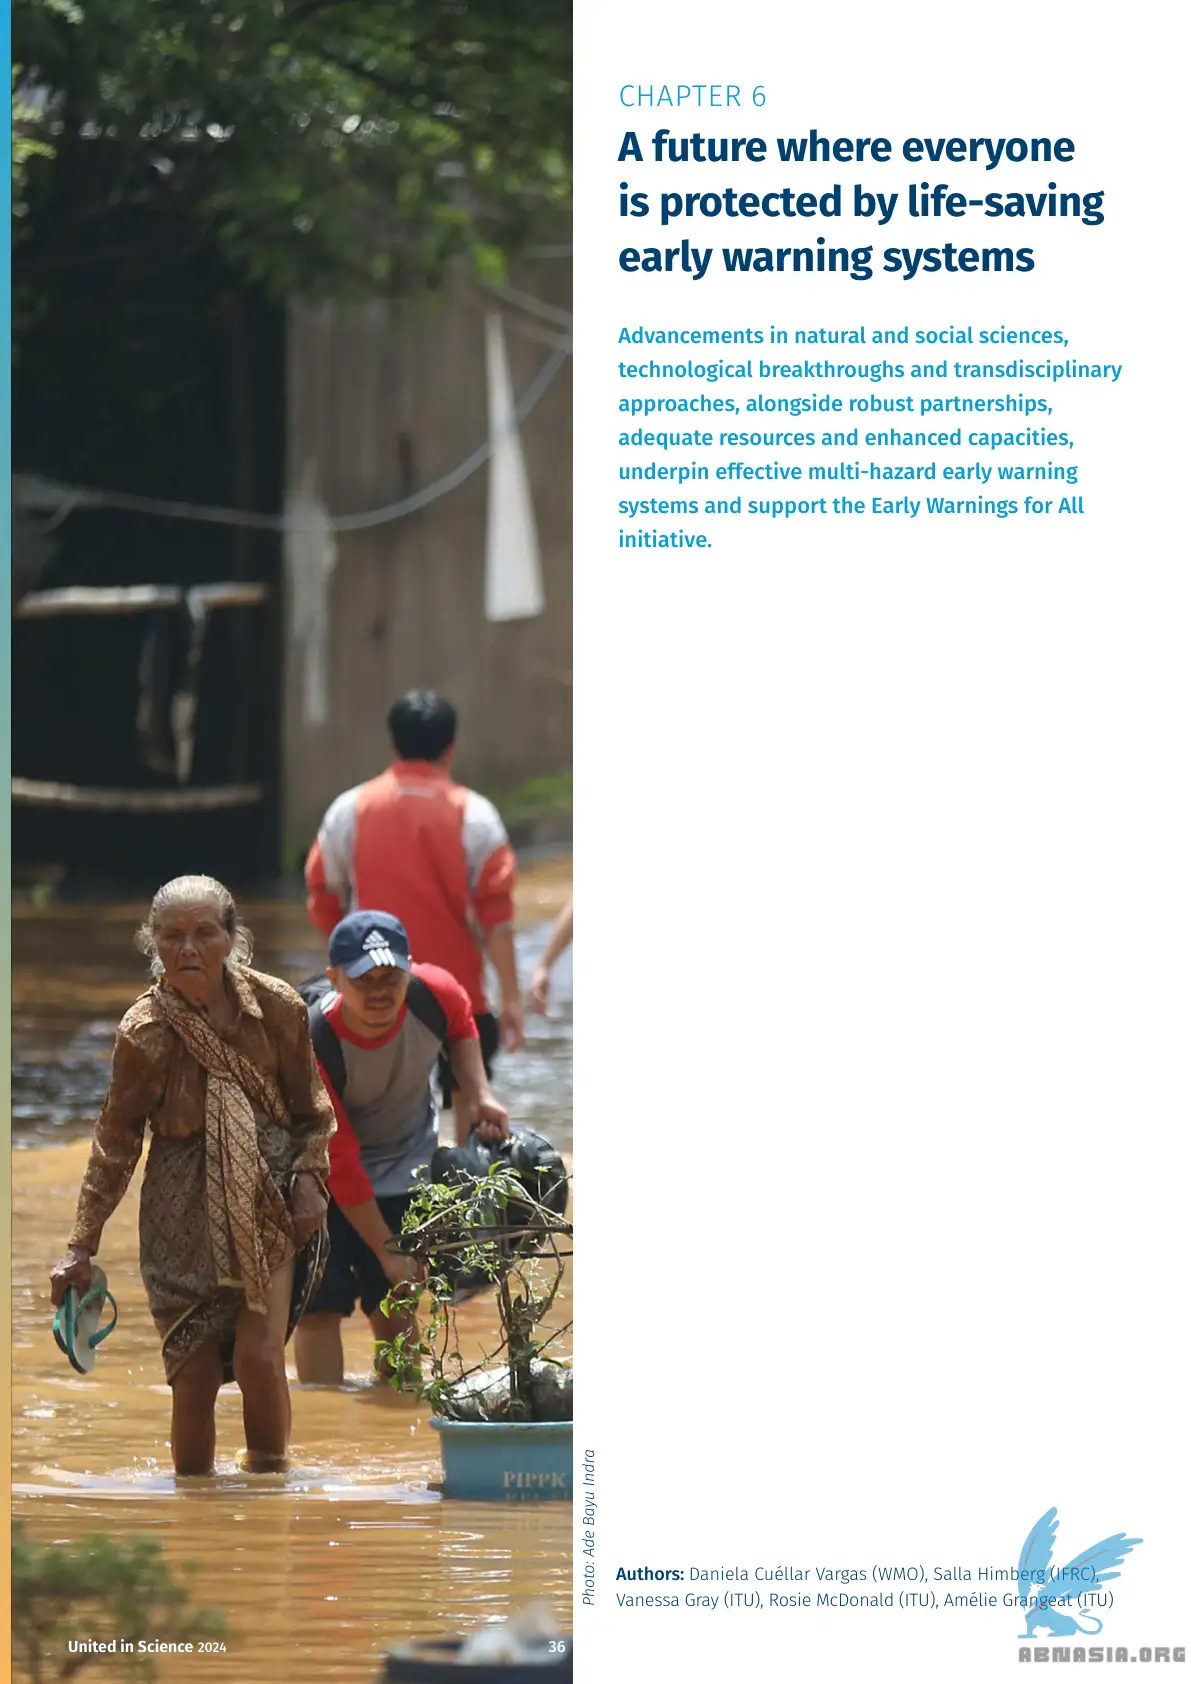 CHAPTER 6
A future where everyone
is protected by life-saving
early warning systems
Advancements in natural and social sciences,
technological breakthroughs and transdisciplinary
approaches, alongside robust partnerships,
adequate resources and enhanced capacities,
underpin effective multi-hazard early warning
systems and support the Early Warnings for All
initiative.
adidas
PIPPK
Photo: Ade Bayu Indra
Authors: Daniela Cuéllar Vargas (WMO), Salla Himberg (IFRC),
Vanessa Gray (ITU), Rosie McDonald (ITU), Amélie Grangeat (ITU)
United in Science 2024
36
ABNASIA.ORG